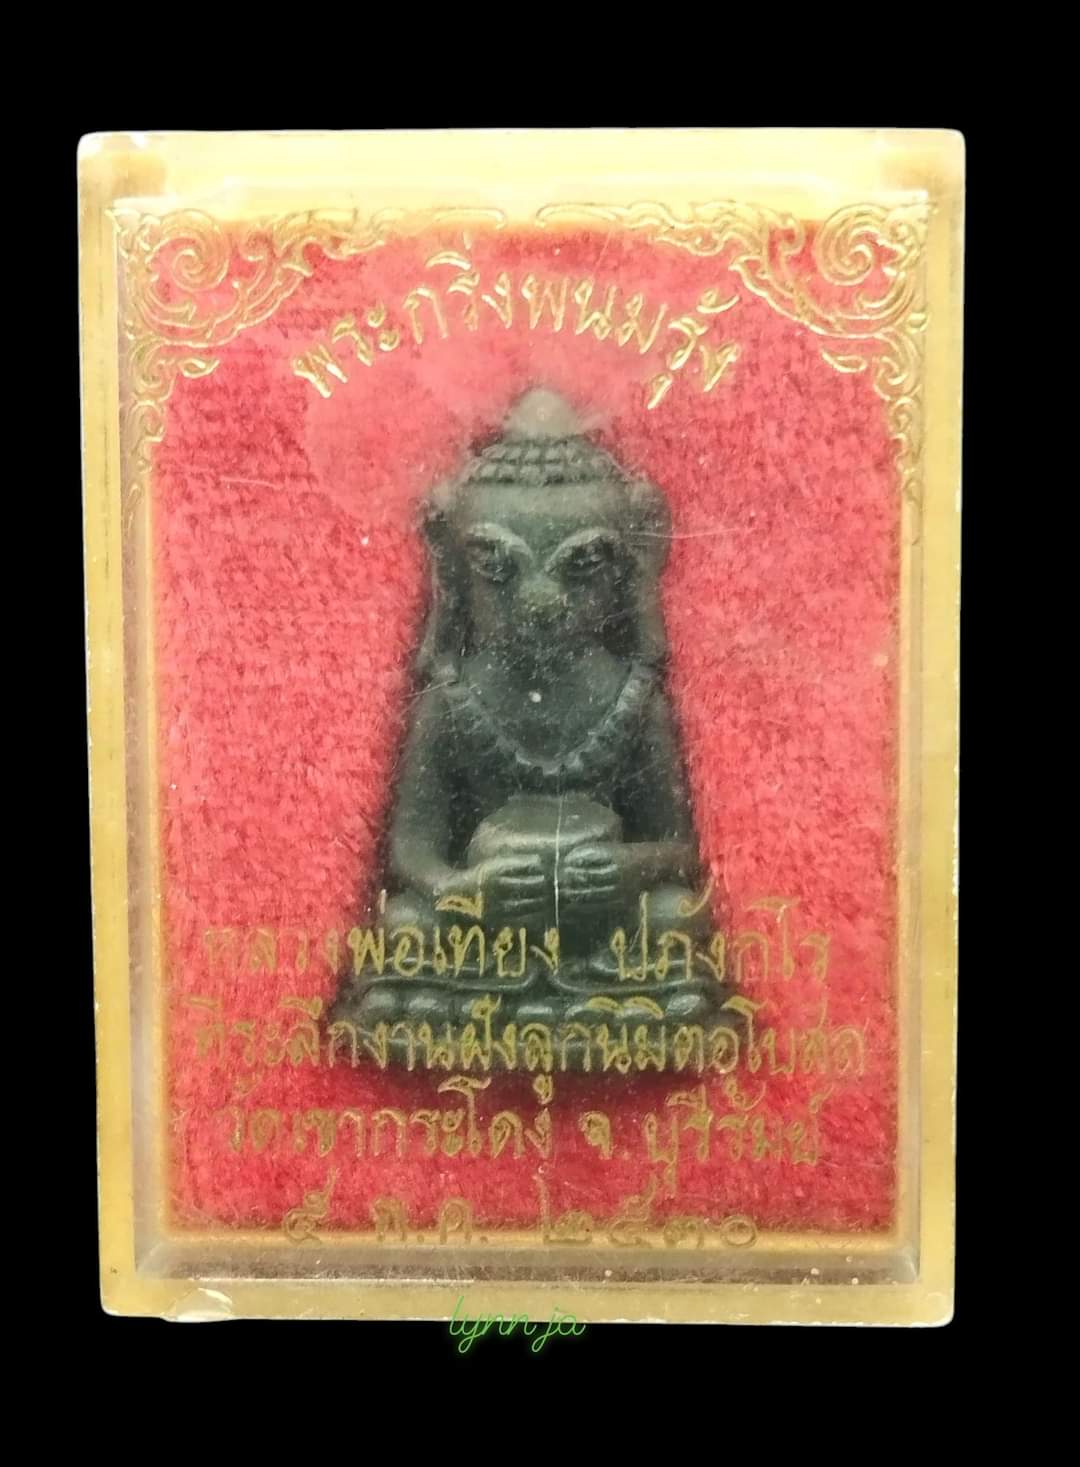 พระกริ่งพนมรุ้ง
หลวงพ่อเที่ยง ปภังกโร
ที่ระลึกงานฝังลูกนิมิตอุโบสถ
วัดเขากระโดง จ. บุรีรัมย์
๕ ก.ค. ๒๕๓๐
lynn ja